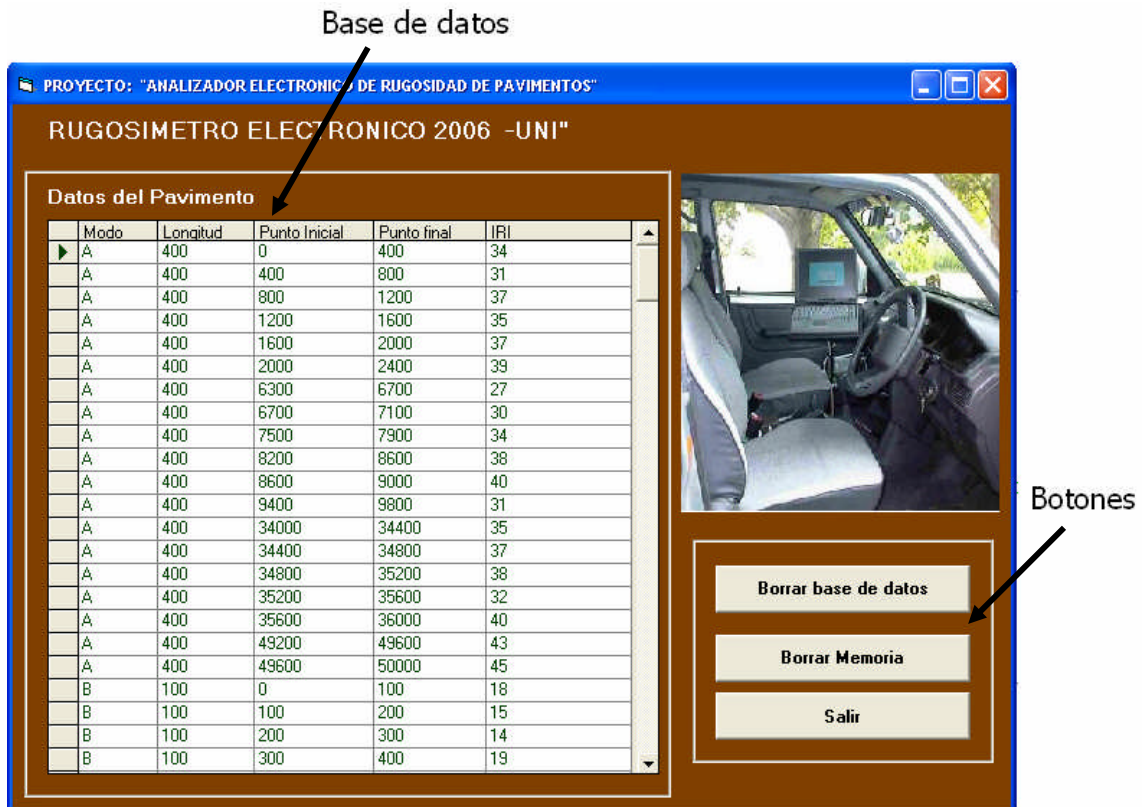 Base de datos
PROYECTO: "ANALIZADOR ELECTRONICO DE RUGOSIDAD DE PAVIMENTOS"
RUGOSIMETRO ELECTRONICO 2006 -UNI"
Datos del Pavimento
Modo Longitud Punto Inicial Punto final IRI
A 400 0 400 34
A 400 400 800 31
A 400 800 1200 37
A 400 1200 1600 35
A 400 1600 2000 37
A 400 2000 2400 39
A 400 6300 6700 27
A 400 6700 7100 30
A 400 7500 7900 34
A 400 8200 8600 38
A 400 8600 9000 40
A 400 9400 9800 31
A 400 34000 34400 35
A 400 34400 34800 37
A 400 34800 35200 38
A 400 35200 35600 32
A 400 35600 36000 40
A 400 49200 49600 43
A 400 49600 50000 45
B 100 0 100 18
B 100 100 200 15
B 100 200 300 14
B 100 300 400 19
Botones
Borrar base de datos
Borrar Memoria
Salir